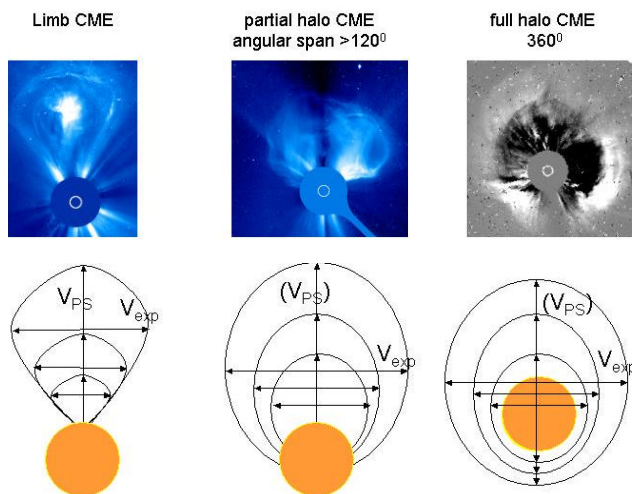 Limb CME
partial halo CME
angular span >120⁰
full halo CME
360⁰
V_PS
V_exp
(V_PS)
V_exp
(V_PS)
V_exp